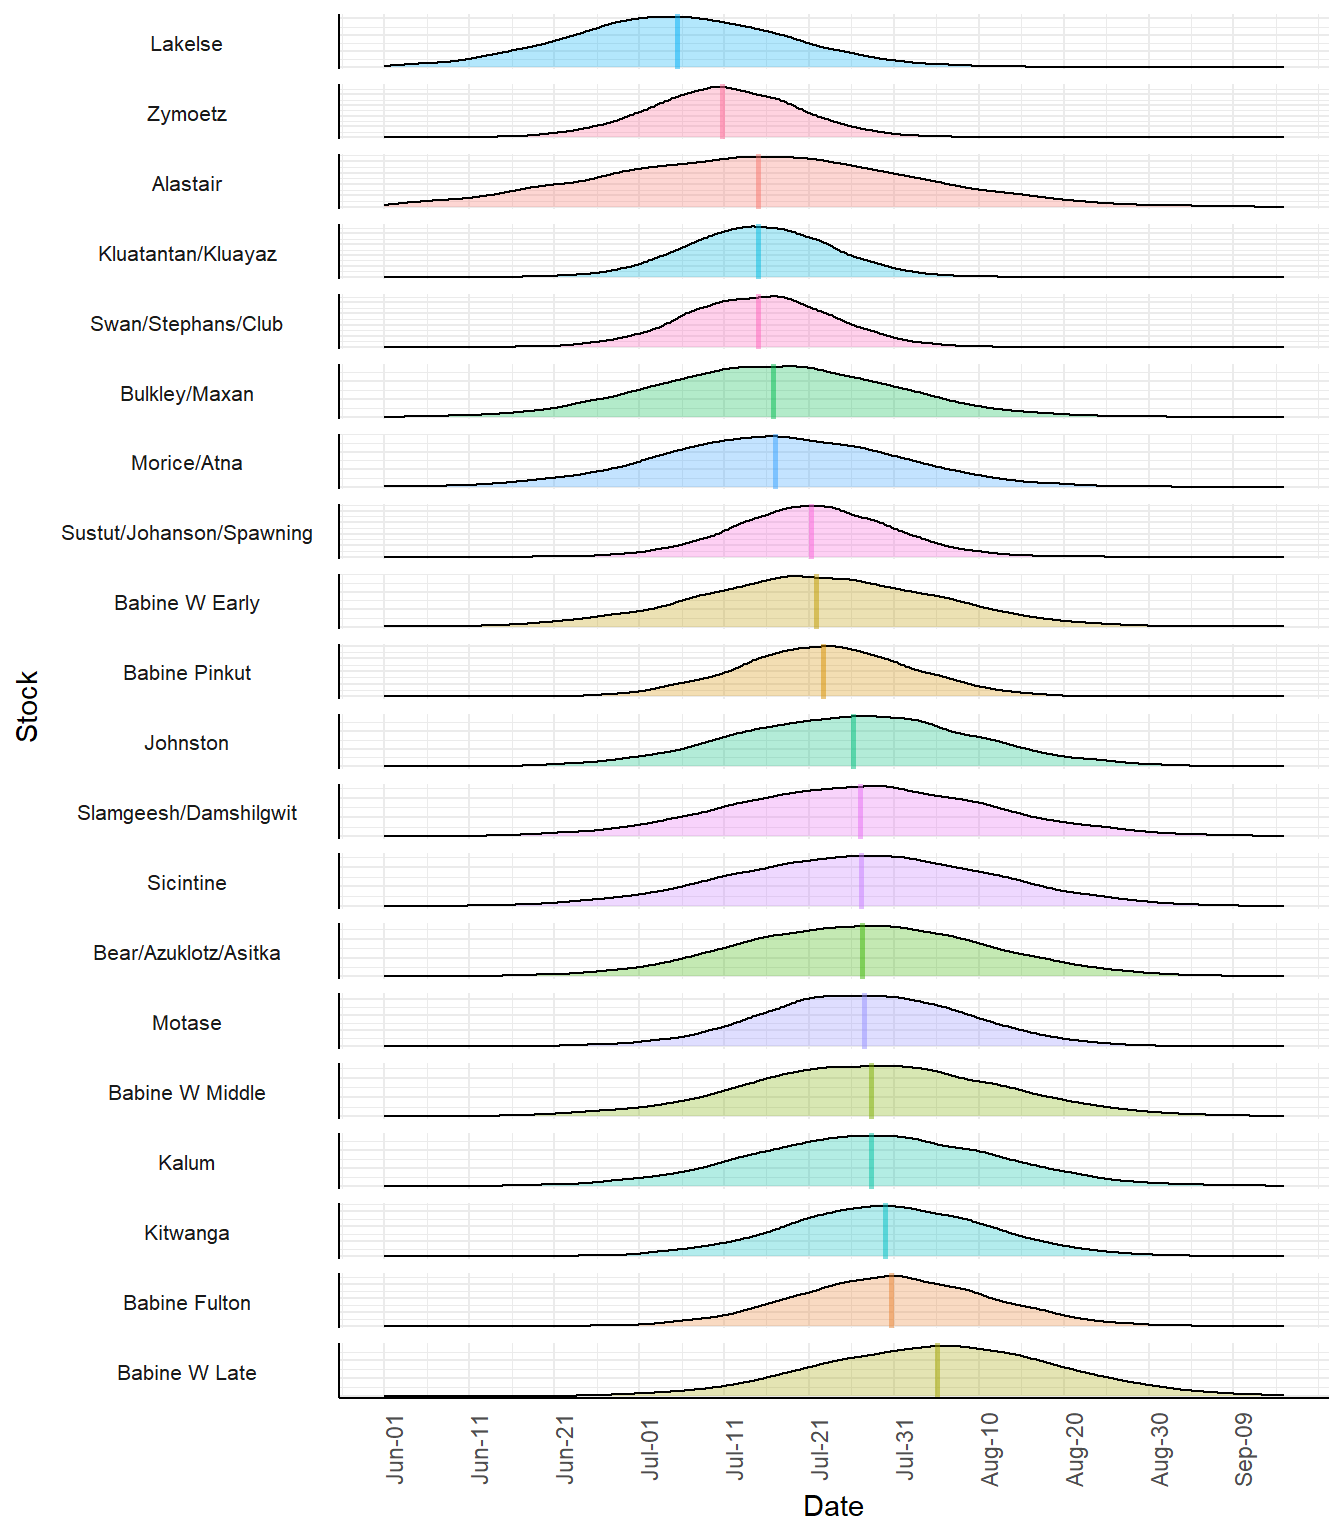 Lakelse
Zymoetz
Alastair
Kluatantan/Kluayaz
Swan/Stephans/Club
Bulkley/Maxan
Morice/Atna
Sustut/Johanson/Spawning
Babine W Early
Babine Pinkut
Johnston
Slamgeesh/Damshilgwit
Sicintine
Bear/Azuklotz/Asitka
Motase
Babine W Middle
Kalum
Kitwanga
Babine Fulton
Babine W Late
Stock
Jun-01
Jun-11
Jun-21
Jul-01
Jul-11
Jul-21
Jul-31
Aug-10
Aug-20
Aug-30
Sep-09
Date